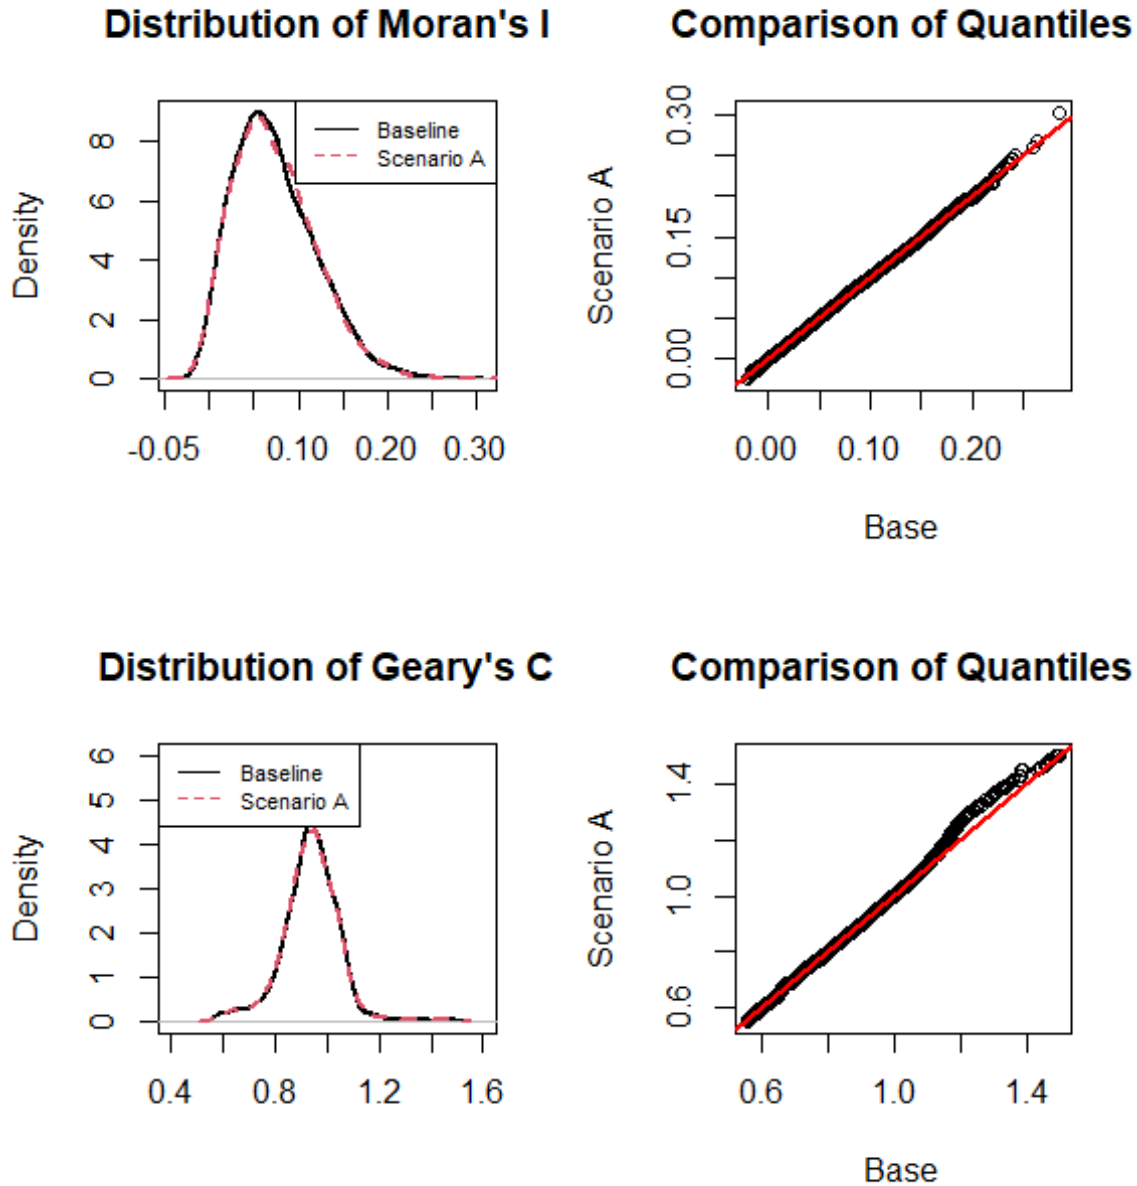 Distribution of Moran's I
Density
0 2 4 6 8
Baseline
Scenario A
-0.05 0.10 0.20 0.30
Comparison of Quantiles
Scenario A
0.00 0.15 0.30
0.00 0.10 0.20
Base
Distribution of Geary's C
Density
0 1 2 3 4 5 6
Baseline
Scenario A
0.4 0.8 1.2 1.6
Comparison of Quantiles
Scenario A
0.6 1.0 1.4
0.6 1.0 1.4
Base